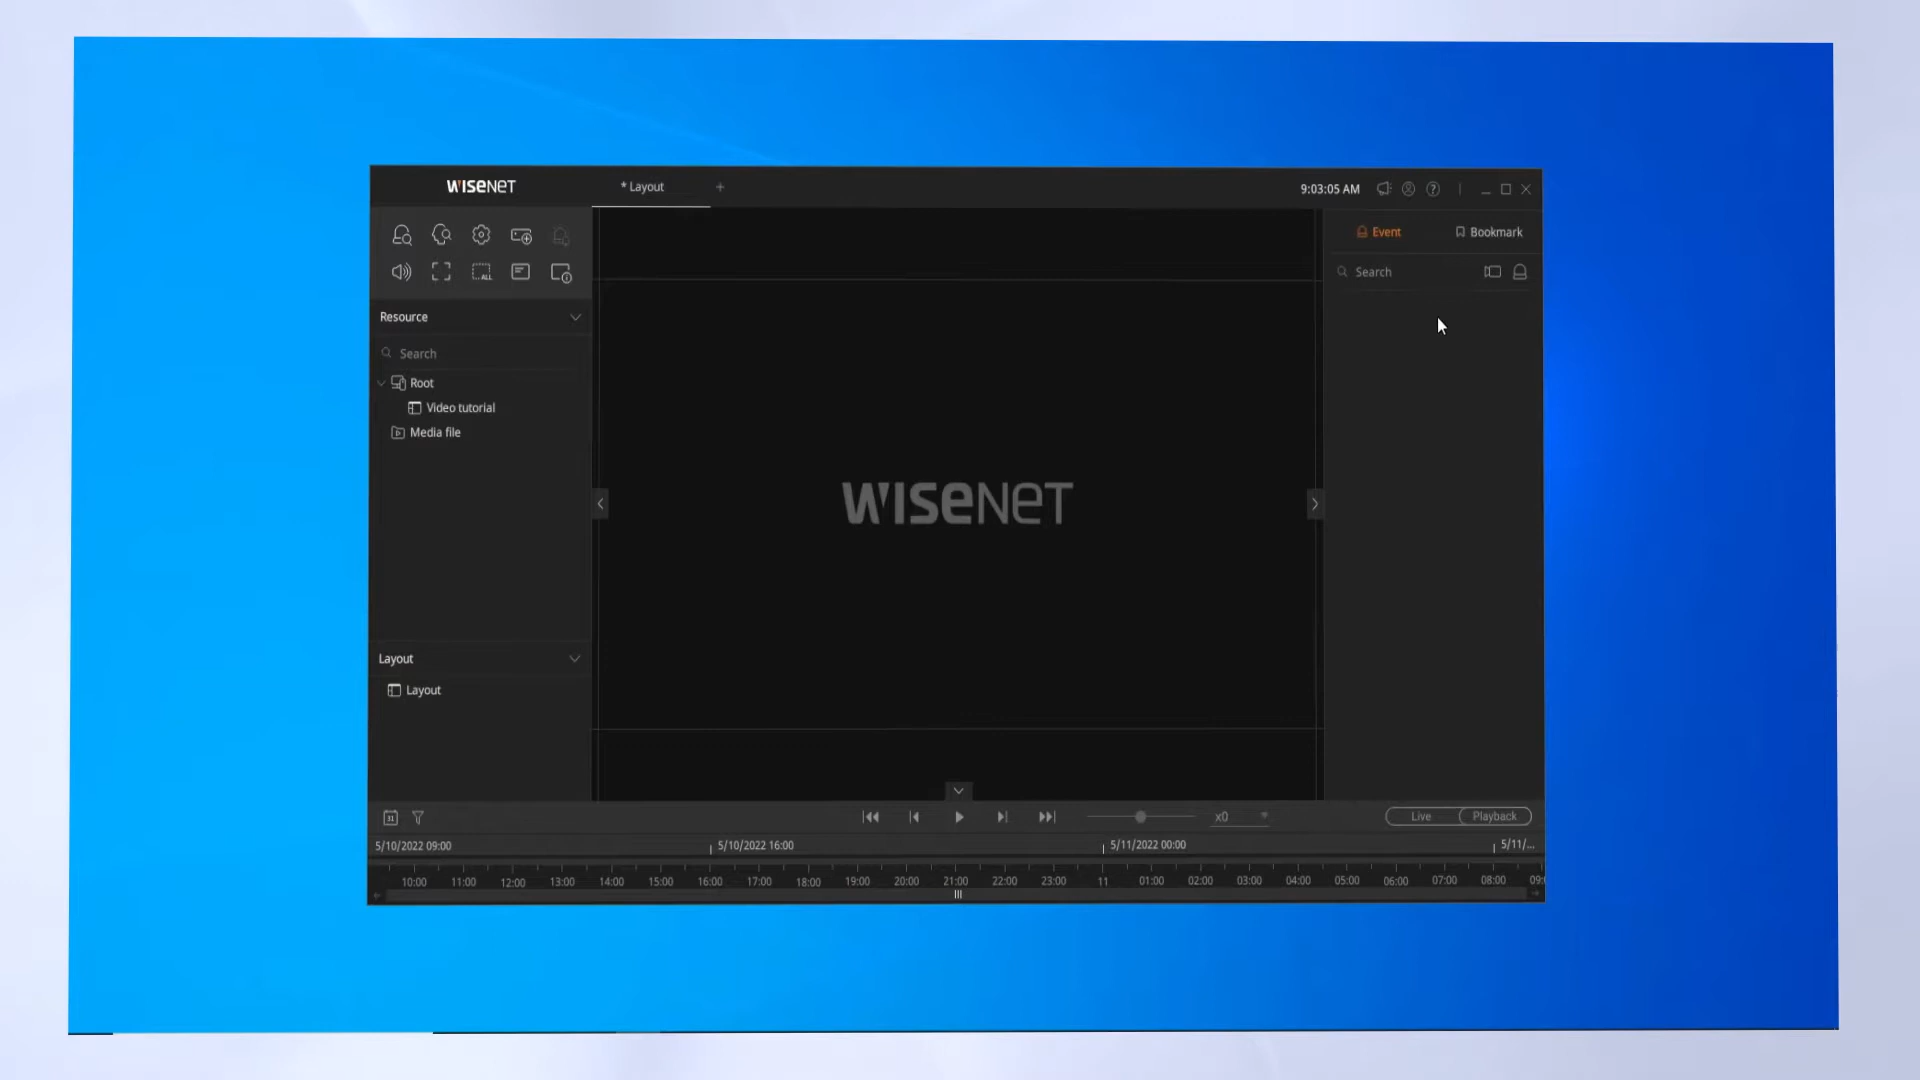 WISENET
* Layout
+
9:03:05 AM
Event
Bookmark
ALL
Search
Resource
Search
Root
Video tutorial
Media file
WISENET
Layout
Layout
31
x0
Live
Playback
5/10/2022 09:00
5/10/2022 16:00
5/11/2022 00:00
5/11/...
10:00 11:00 12:00 13:00 14:00 15:00 16:00 17:00 18:00 19:00 20:00 21:00 22:00 23:00 11 01:00 02:00 03:00 04:00 05:00 06:00 07:00 08:00 09: